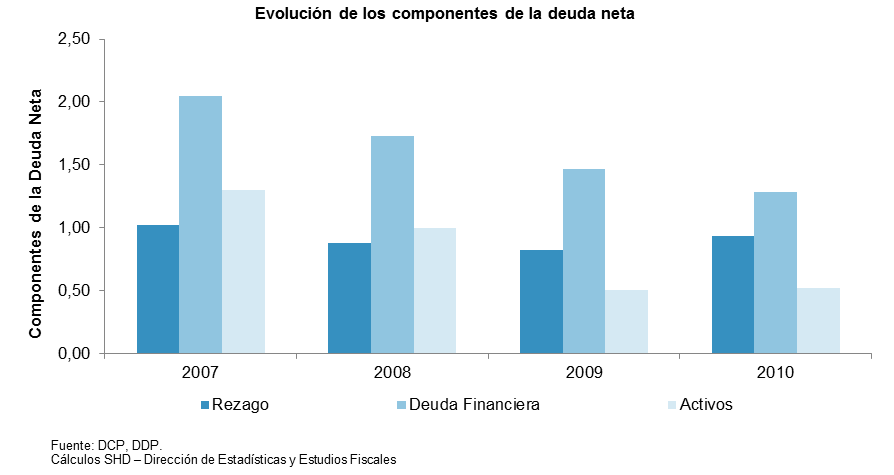 Evolución de los componentes de la deuda neta
Componentes de la Deuda Neta
2,50
2,00
1,50
1,00
0,50
0,00
2007 2008 2009 2010
Rezago Deuda Financiera Activos
Fuente: DCP, DDP.
Cálculos SHD – Dirección de Estadísticas y Estudios Fiscales